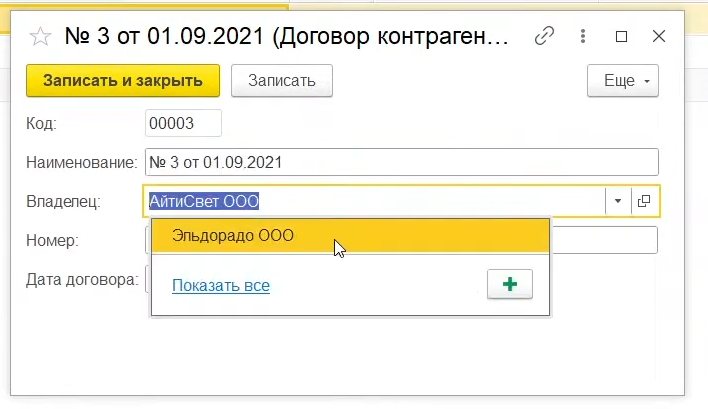 № 3 от 01.09.2021 (Договор контраген...
Записать и закрыть Записать Еще
Код: 00003
Наименование: № 3 от 01.09.2021
Владелец: АйтиСвет ООО
Номер:
Эльдорадо ООО
Дата договора:
Показать все